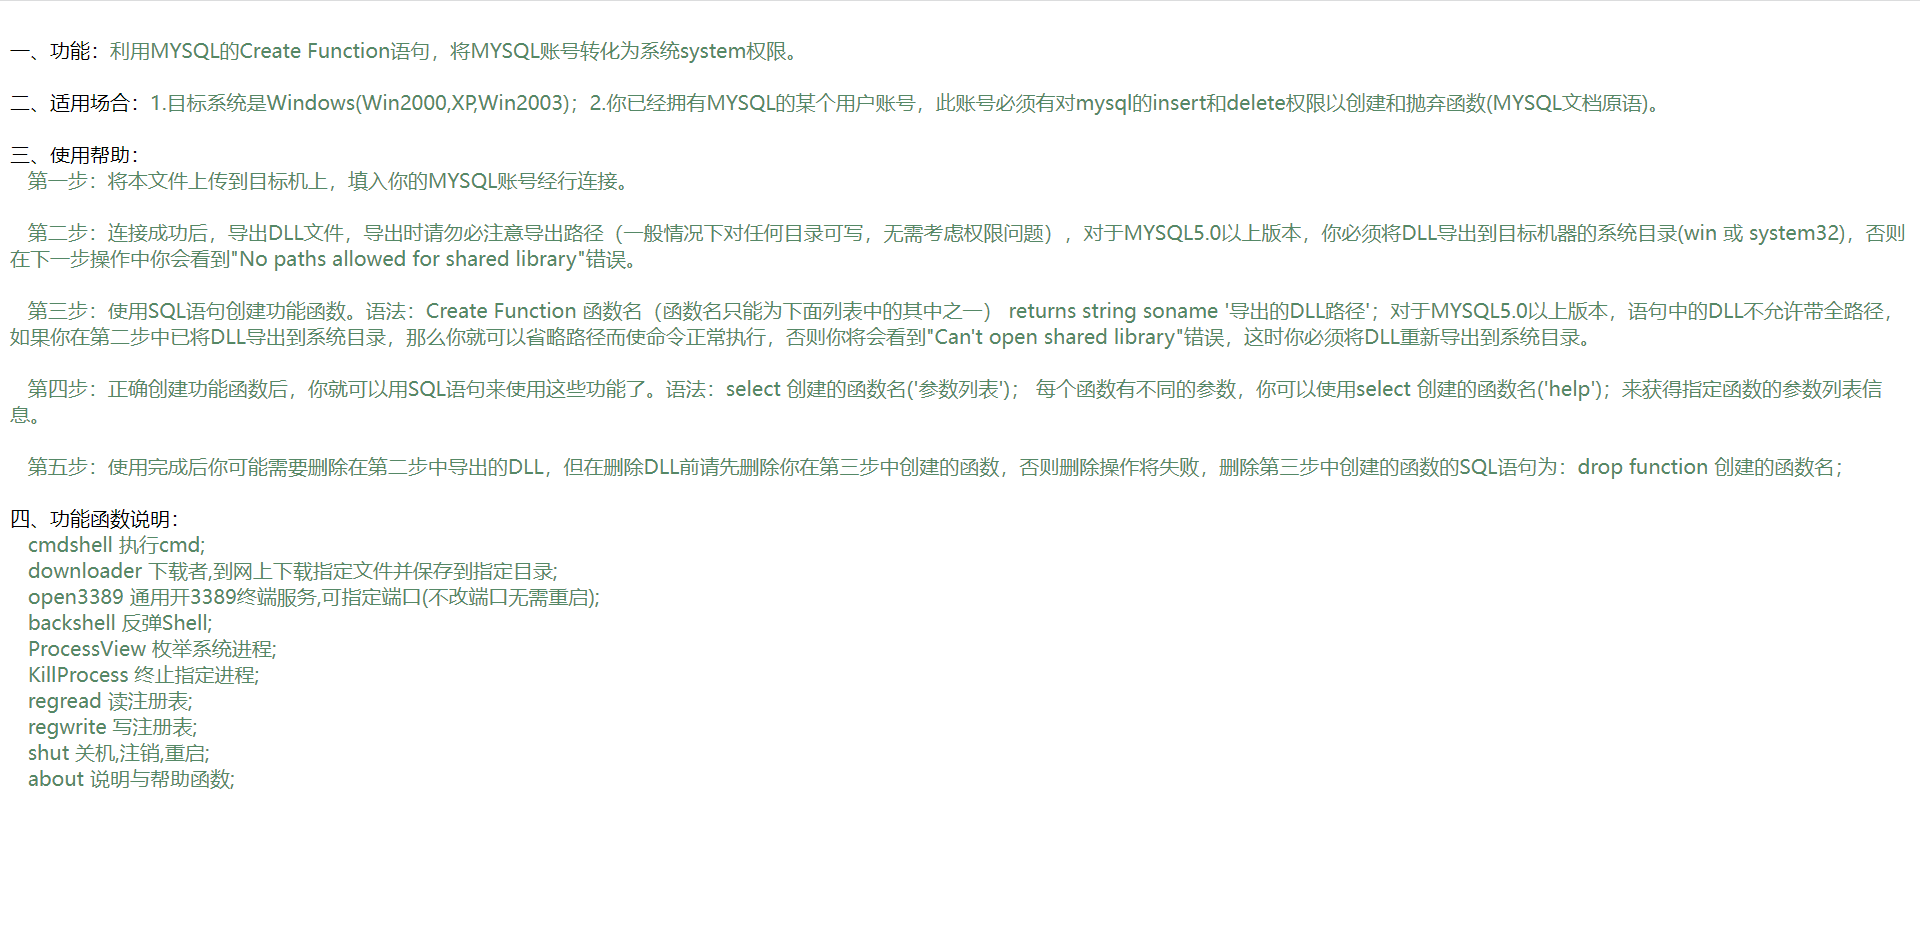 一、功能：利用MYSQL的Create Function语句，将MYSQL账号转化为系统system权限。
二、适用场合：1.目标系统是Windows(Win2000,XP,Win2003)；2.你已经拥有MYSQL的某个用户账号，此账号必须有对mysql的insert和delete权限以创建和抛弃函数(MYSQL文档原语)。
三、使用帮助：
第一步：将本文件上传到目标机上，填入你的MYSQL账号经行连接。
第二步：连接成功后，导出DLL文件，导出时请勿必注意导出路径（一般情况下对任何目录可写，无需考虑权限问题），对于MYSQL5.0以上版本，你必须将DLL导出到目标机器的系统目录(win 或 system32)，否则
在下一步操作中你会看到"No paths allowed for shared library"错误。
第三步：使用SQL语句创建功能函数。语法：Create Function 函数名（函数名只能为下面列表中的其中之一） returns string soname '导出的DLL路径'；对于MYSQL5.0以上版本，语句中的DLL不允许带全路径，
如果你在第二步中已将DLL导出到系统目录，那么你就可以省略路径而使命令正常执行，否则你将会看到"Can't open shared library"错误，这时你必须将DLL重新导出到系统目录。
第四步：正确创建功能函数后，你就可以用SQL语句来使用这些功能了。语法：select 创建的函数名('参数列表')； 每个函数有不同的参数，你可以使用select 创建的函数名('help')；来获得指定函数的参数列表信
息。
第五步：使用完成后你可能需要删除在第二步中导出的DLL，但在删除DLL前请先删除你在第三步中创建的函数，否则删除操作将失败，删除第三步中创建的函数的SQL语句为：drop function 创建的函数名；
四、功能函数说明：
cmdshell 执行cmd;
downloader 下载者,到网上下载指定文件并保存到指定目录;
open3389 通用开3389终端服务,可指定端口(不改端口无需重启);
backshell 反弹Shell;
ProcessView 枚举系统进程;
KillProcess 终止指定进程;
regread 读注册表;
regwrite 写注册表;
shut 关机,注销,重启;
about 说明与帮助函数;